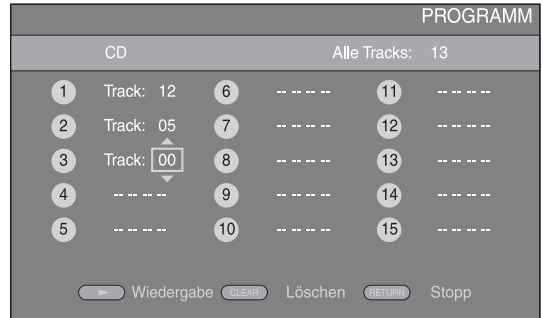 PROGRAMM
CD Alle Tracks: 13
1 Track: 12 6 -- -- -- -- 11 -- -- -- --
2 Track: 05 7 -- -- -- -- 12 -- -- -- --
3 Track: 00 8 -- -- -- -- 13 -- -- -- --
4 -- -- -- -- 9 -- -- -- -- 14 -- -- -- --
5 -- -- -- -- 10 -- -- -- -- 15 -- -- -- --
Wiedergabe CLEAR Löschen RETURN Stopp